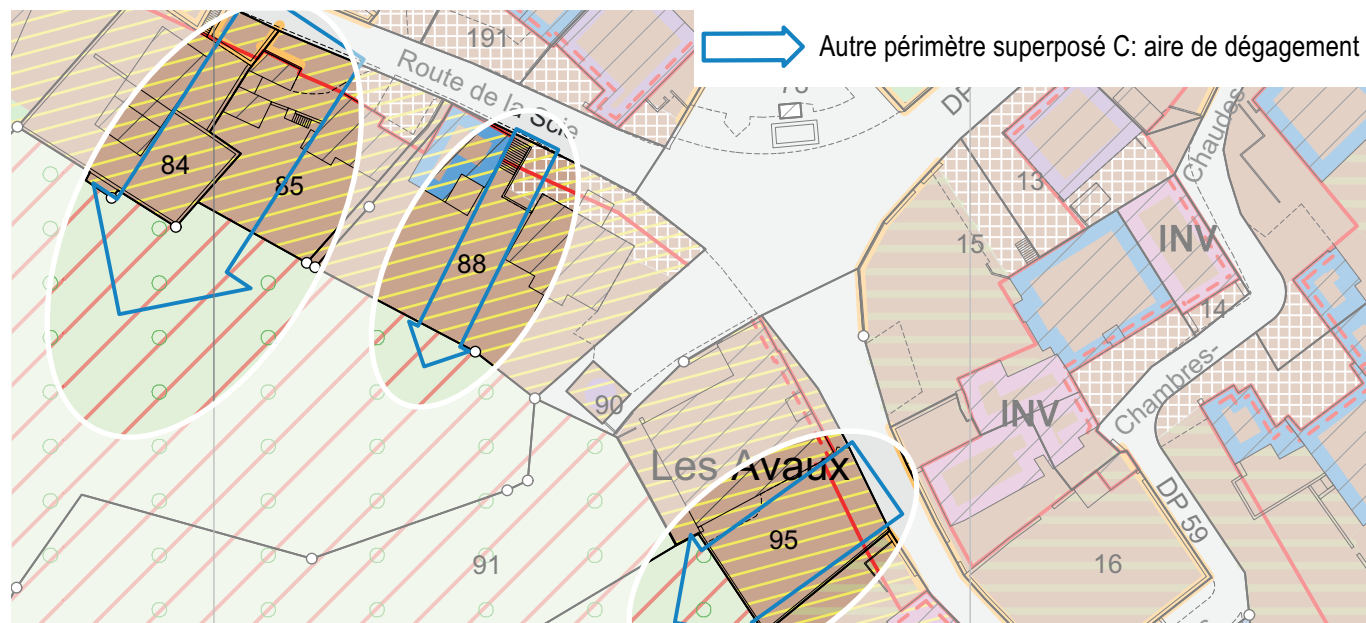 Autre périmètre superposé C: aire de dégagement
191
Route de la Scie
DP
Chaudes
84
85
13
15
INV
88
14
Chambres-
90
INV
Les Avaux
DP 59
95
91
16